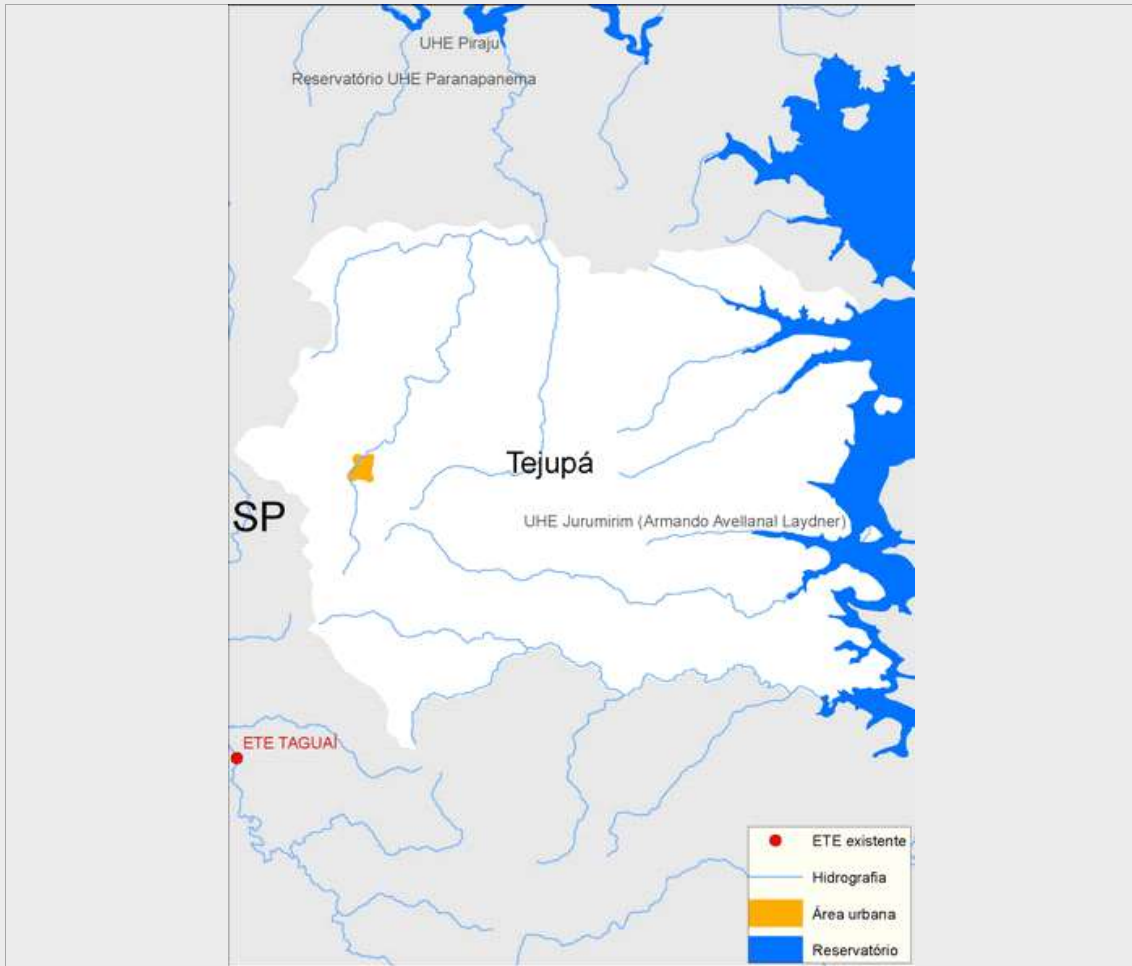 UHE Piraju
Reservatório UHE Paranapanema
Tejupá
SP
UHE Jurumirim (Armando Avellanal Laydner)
ETE TAGUAÍ
ETE existente
Hidrografia
Área urbana
Reservatório